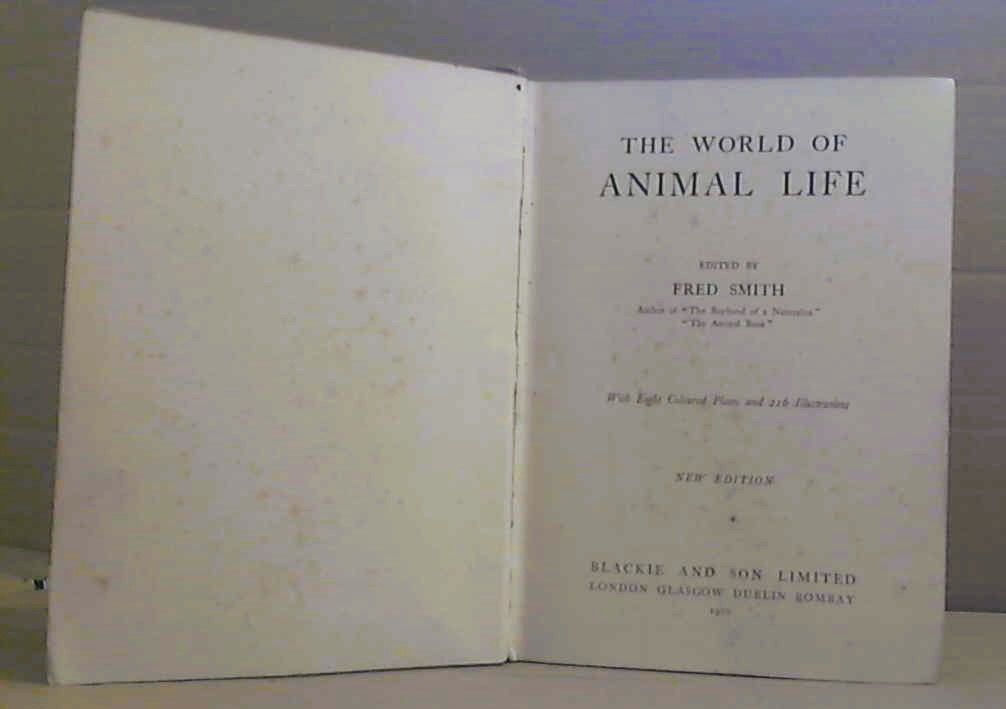 THE WORLD OF
ANIMAL LIFE
EDITED BY
FRED SMITH
Author of "The Boyhood of a Naturalist"
"The Animal Book"
With Eight Coloured Plates and 216 Illustrations
NEW EDITION
BLACKIE AND SON LIMITED
LONDON GLASGOW DUBLIN BOMBAY